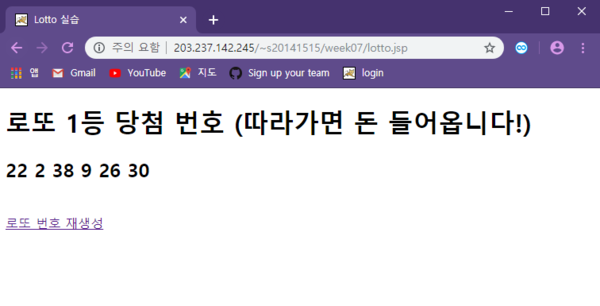 Lotto 실습
주의 요함 | 203.237.142.245/~s20141515/week07/lotto.jsp
앱 Gmail YouTube 지도 Sign up your team login
로또 1등 당첨 번호 (따라가면 돈 들어옵니다!)
22 2 38 9 26 30
로또 번호 재생성